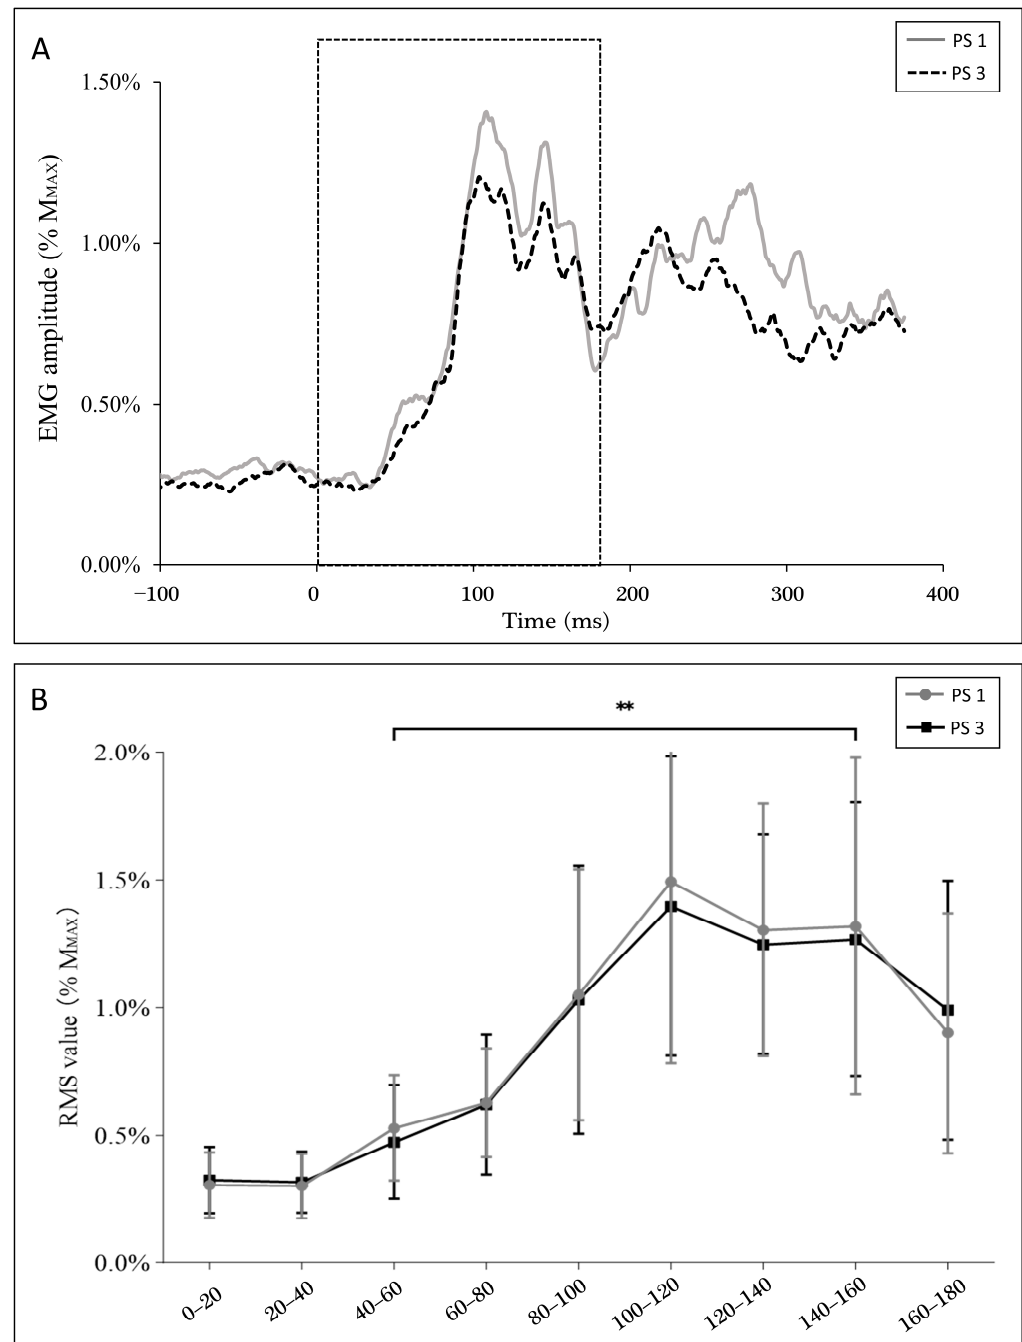 A
PS 1
PS 3
1.50%
1.00%
0.50%
0.00%
EMG amplitude (% MMAX)
−100
0
100
200
300
400
Time (ms)
B
PS 1
PS 3
**
2.0%
1.5%
1.0%
0.5%
0.0%
RMS value (% MMAX)
0–20
20–40
40–60
60–80
80–100
100–120
120–140
140–160
160–180